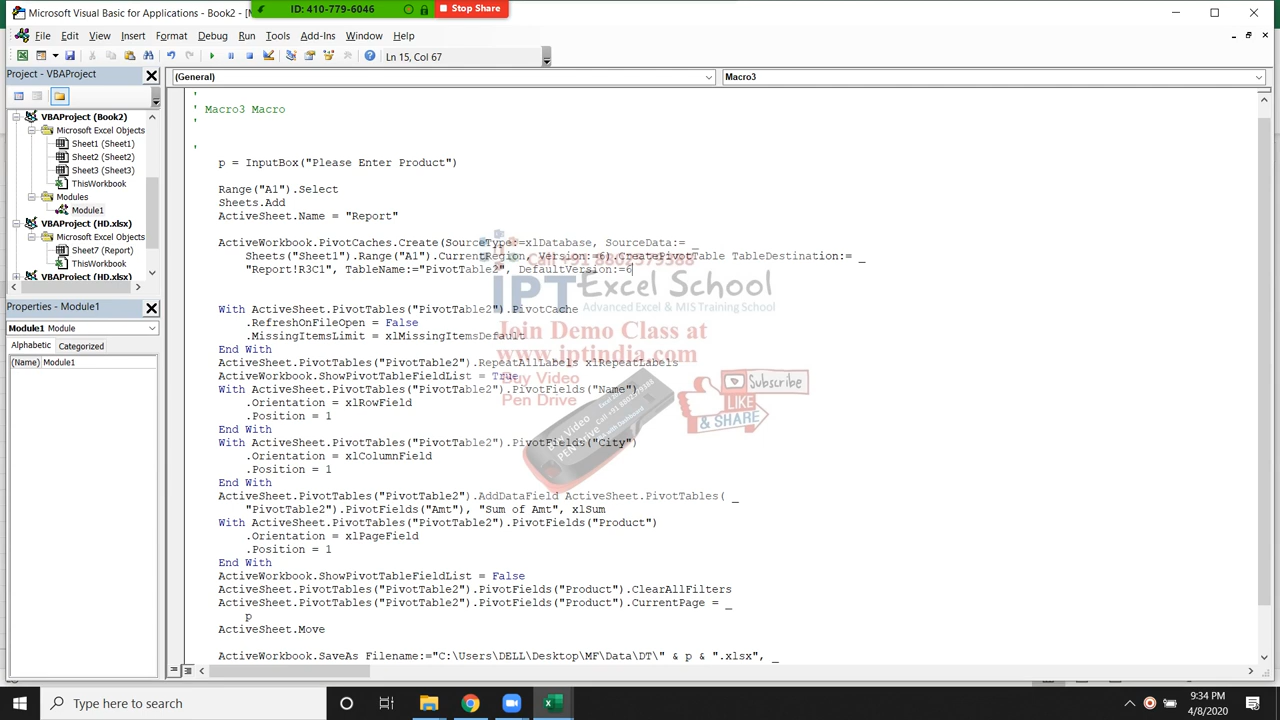 ID: 410-779-6046
Stop Share
Microsoft Visual Basic for Applications - Book2 - [M
File Edit View Insert Format Debug Run Tools Add-Ins Window Help
Ln 15, Col 67
Project - VBAProject
(General)
Macro3
VBAProject (Book2)
Microsoft Excel Objects
Sheet1 (Sheet1)
Sheet2 (Sheet2)
Sheet3 (Sheet3)
ThisWorkbook
Modules
Module1
VBAProject (HD.xlsx)
Microsoft Excel Objects
Sheet7 (Report)
ThisWorkbook
Properties - Module1
Module1 Module
Alphabetic Categorized
(Name) Module1
'
' Macro3 Macro
'
'
p = InputBox("Please Enter Product")
Range("A1").Select
Sheets.Add
ActiveSheet.Name = "Report"
ActiveWorkbook.PivotCaches.Create(SourceType:=xlDatabase, SourceData:= _
Sheets("Sheet1").Range("A1").CurrentRegion, Version:=6).CreatePivotTable TableDestination:= _
"Report!R3C1", TableName:="PivotTable2", DefaultVersion:=6
With ActiveSheet.PivotTables("PivotTable2").PivotCache
.RefreshOnFileOpen = False
.MissingItemsLimit = xlMissingItemsDefault
End With
ActiveSheet.PivotTables("PivotTable2").RepeatAllLabels xlRepeatLabels
ActiveWorkbook.ShowPivotTableFieldList = True
With ActiveSheet.PivotTables("PivotTable2").PivotFields("Name")
.Orientation = xlRowField
.Position = 1
End With
With ActiveSheet.PivotTables("PivotTable2").PivotFields("City")
.Orientation = xlColumnField
.Position = 1
End With
ActiveSheet.PivotTables("PivotTable2").AddDataField ActiveSheet.PivotTables( _
"PivotTable2").PivotFields("Amt"), "Sum of Amt", xlSum
With ActiveSheet.PivotTables("PivotTable2").PivotFields("Product")
.Orientation = xlPageField
.Position = 1
End With
ActiveWorkbook.ShowPivotTableFieldList = False
ActiveSheet.PivotTables("PivotTable2").PivotFields("Product").ClearAllFilters
ActiveSheet.PivotTables("PivotTable2").PivotFields("Product").CurrentPage = _
p
ActiveSheet.Move
ActiveWorkbook.SaveAs Filename:="C:\Users\DELL\Desktop\MF\Data\DT\" & p & ".xlsx", _
IPT Excel School
Advanced Excel & MIS Training School
Join Demo Class at
www.iptindia.com
Buy Video
Pen Drive
Subscribe
LIKE
& SHARE
Type here to search
9:34 PM
4/8/2020